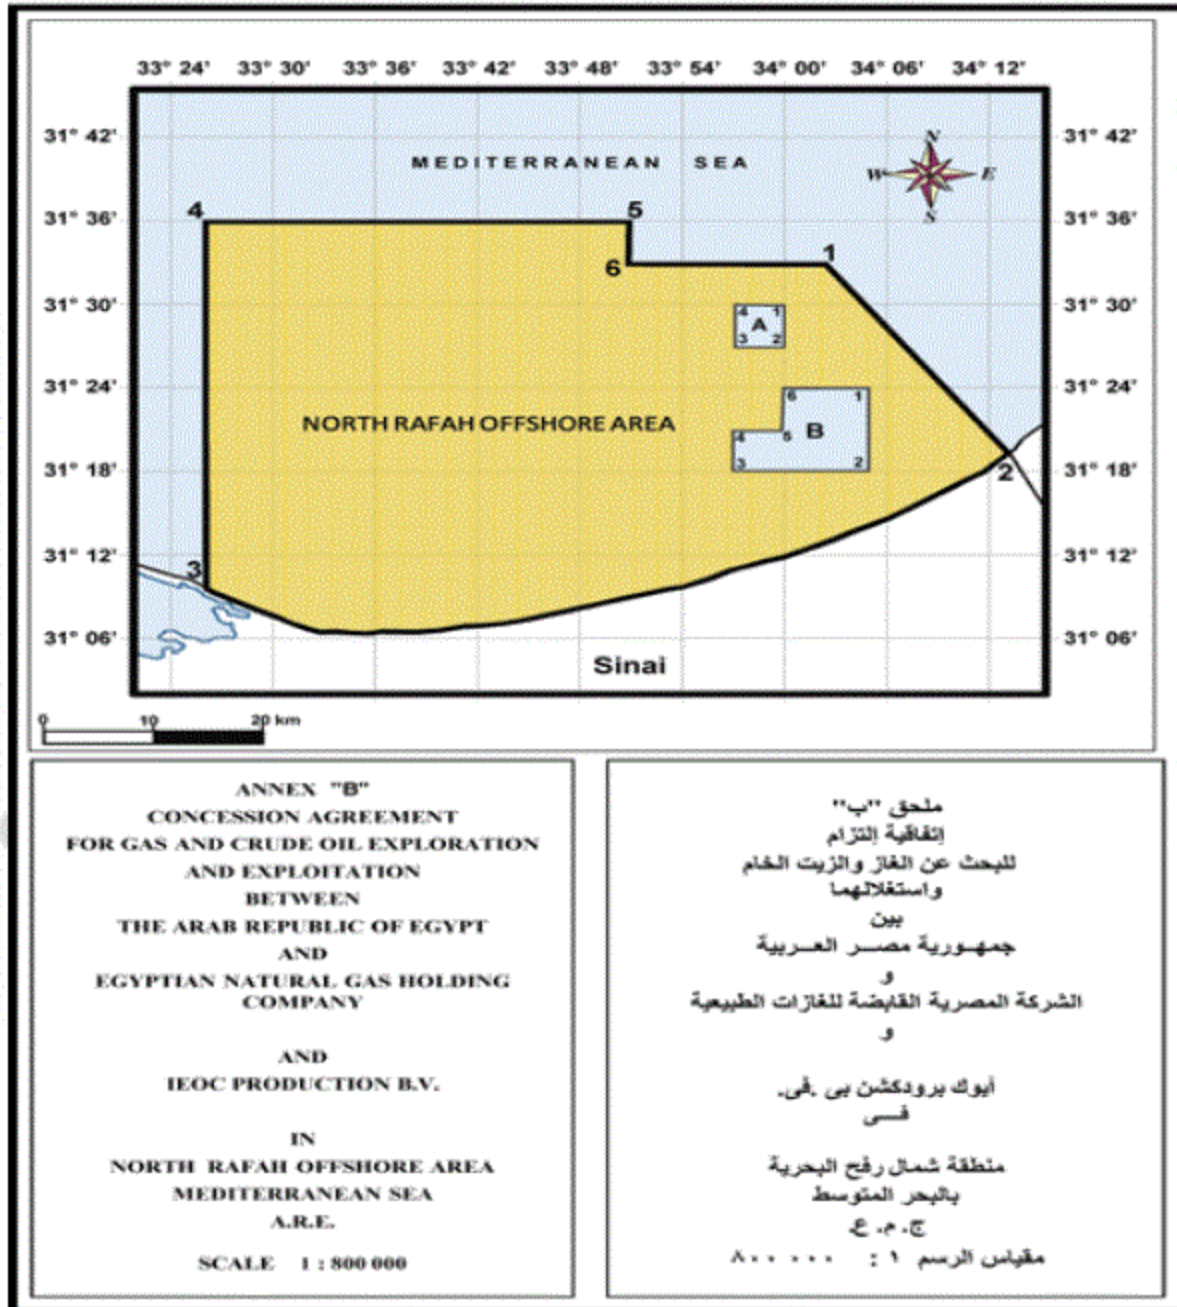 33° 24' 33° 30' 33° 36' 33° 42' 33° 48' 33° 54' 34° 00' 34° 06' 34° 12'
31° 42' 31° 42'
MEDITERRANEAN SEA
N
W E
S
31° 36' 31° 36'
4 5
6 1
31° 30' 31° 30'
4 1
A
3 2
31° 24' 31° 24'
6 1
NORTH RAFAH OFFSHORE AREA
4 5 B
3 2
31° 18' 31° 18'
2
31° 12' 31° 12'
3
31° 06' 31° 06'
Sinai
0 10 20 km
ANNEX "B"
CONCESSION AGREEMENT
FOR GAS AND CRUDE OIL EXPLORATION
AND EXPLOITATION
BETWEEN
THE ARAB REPUBLIC OF EGYPT
AND
EGYPTIAN NATURAL GAS HOLDING
COMPANY
AND
IEOC PRODUCTION B.V.
IN
NORTH RAFAH OFFSHORE AREA
MEDITERRANEAN SEA
A.R.E.
SCALE 1 : 800 000
ملحق "ب"
إتفاقية إلتزام
للبحث عن الغاز والزيت الخام
واستغلالهما
بين
جمهورية مصر العربية
و
الشركة المصرية القابضة للغازات الطبيعية
و
أيوك برودكشن بى .فى.
فى
منطقة شمال رفح البحرية
بالبحر المتوسط
ج. م. ع.
مقياس الرسم ١ : ٨٠٠ ٠٠٠